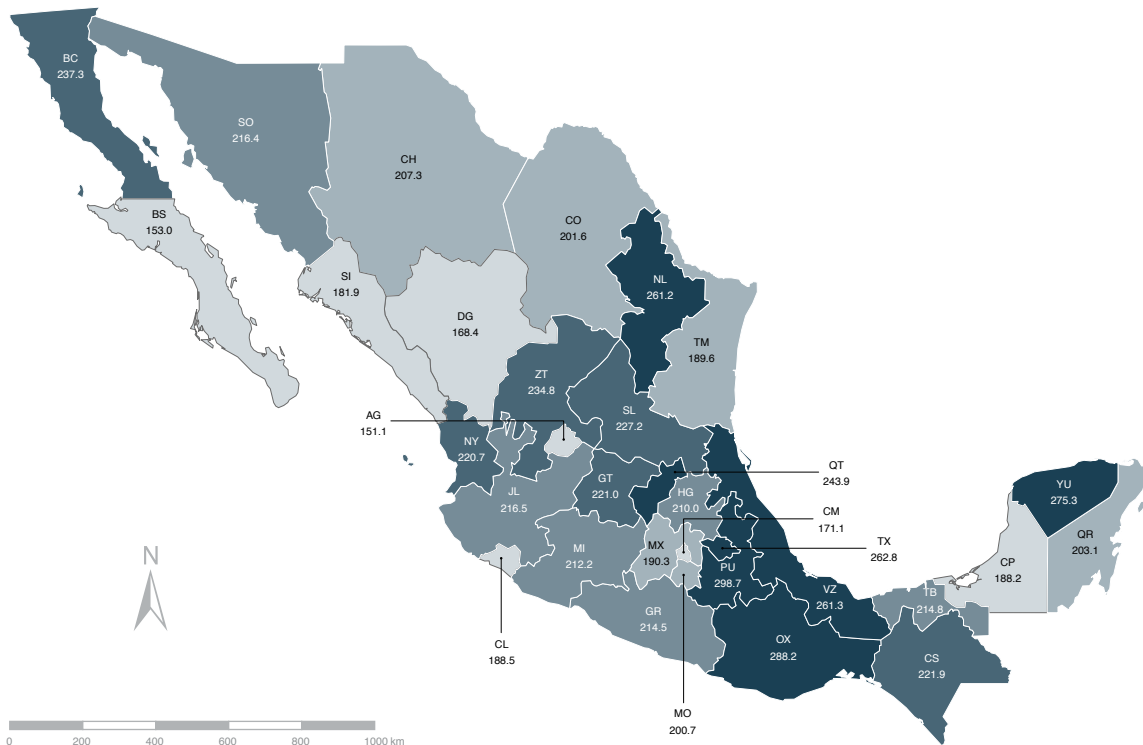 BC
237.3
SO
216.4
CH
207.3
CO
201.6
BS
153.0
SI
181.9
NL
261.2
DG
168.4
TM
189.6
ZT
234.8
SL
227.2
AG
151.1
NY
220.7
QT
243.9
GT
221.0
HG
210.0
YU
275.3
JL
216.5
CM
171.1
QR
203.1
MX
190.3
TX
262.8
MI
212.2
PU
298.7
CP
188.2
VZ
261.3
TB
214.8
GR
214.5
OX
288.2
CS
221.9
CL
188.5
MO
200.7
N
0 200 400 600 800 1000 km